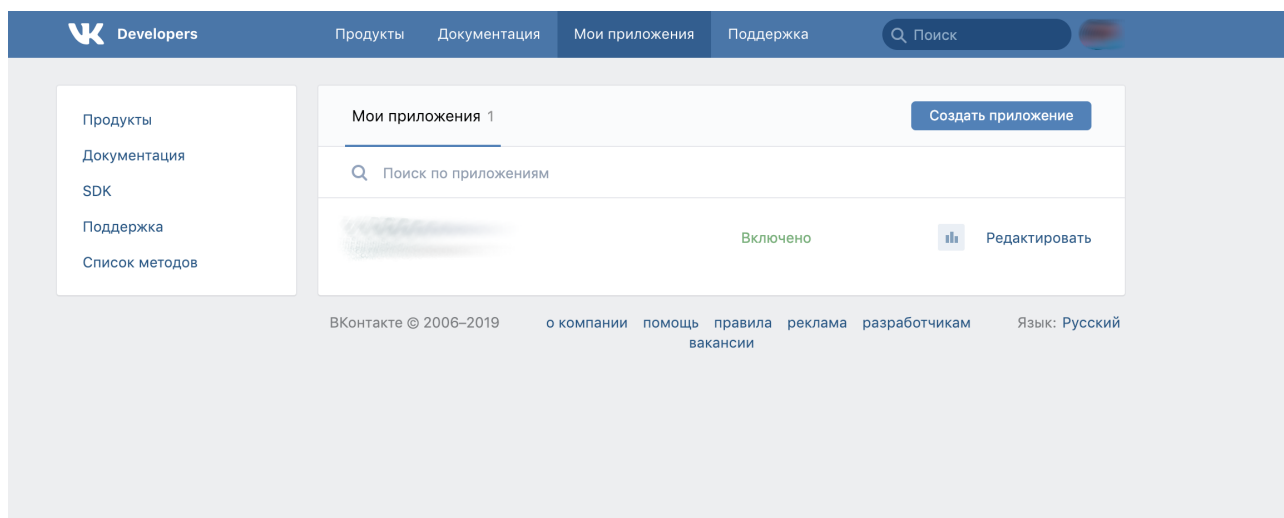 Developers Продукты Документация Мои приложения Поддержка Поиск
Продукты
Документация
SDK
Поддержка
Список методов
Мои приложения 1 Создать приложение
Поиск по приложениям
Включено Редактировать
ВКонтакте © 2006–2019 о компании помощь правила реклама разработчикам Язык: Русский
вакансии